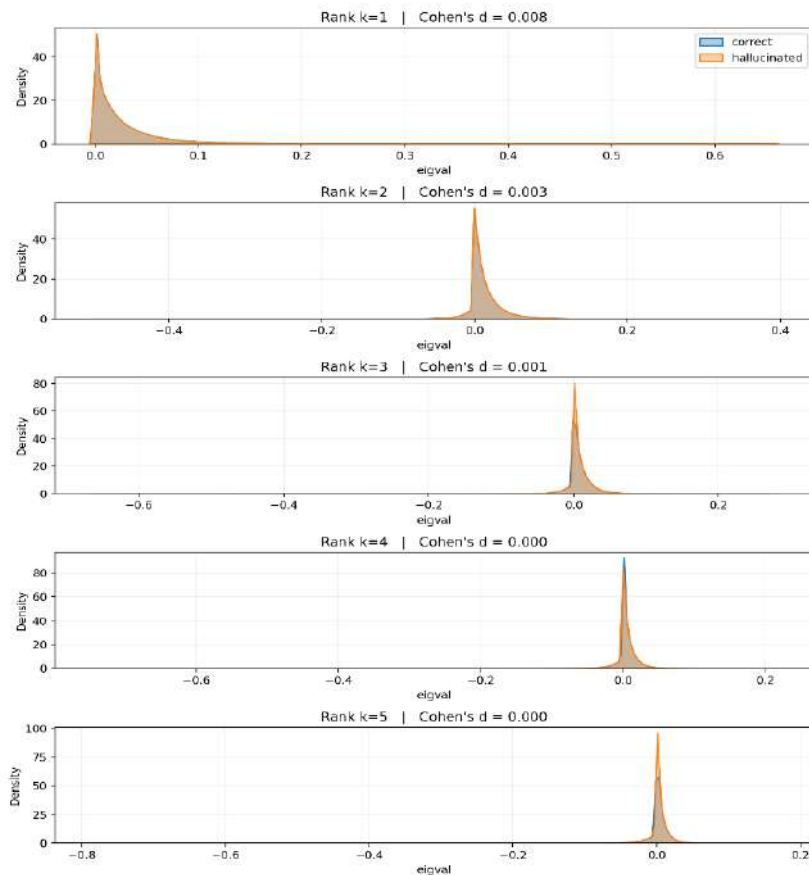 Rank k=1 | Cohen's d = 0.008
Density
40
20
0
correct
hallucinated
0.0 0.1 0.2 0.3 0.4 0.5 0.6
eigval
Rank k=2 | Cohen's d = 0.003
Density
40
20
0
−0.4 −0.2 0.0 0.2 0.4
eigval
Rank k=3 | Cohen's d = 0.001
Density
80
60
40
20
0
−0.6 −0.4 −0.2 0.0 0.2
eigval
Rank k=4 | Cohen's d = 0.000
Density
80
60
40
20
0
−0.6 −0.4 −0.2 0.0 0.2
eigval
Rank k=5 | Cohen's d = 0.000
Density
100
75
50
25
0
−0.8 −0.6 −0.4 −0.2 0.0 0.2
eigval